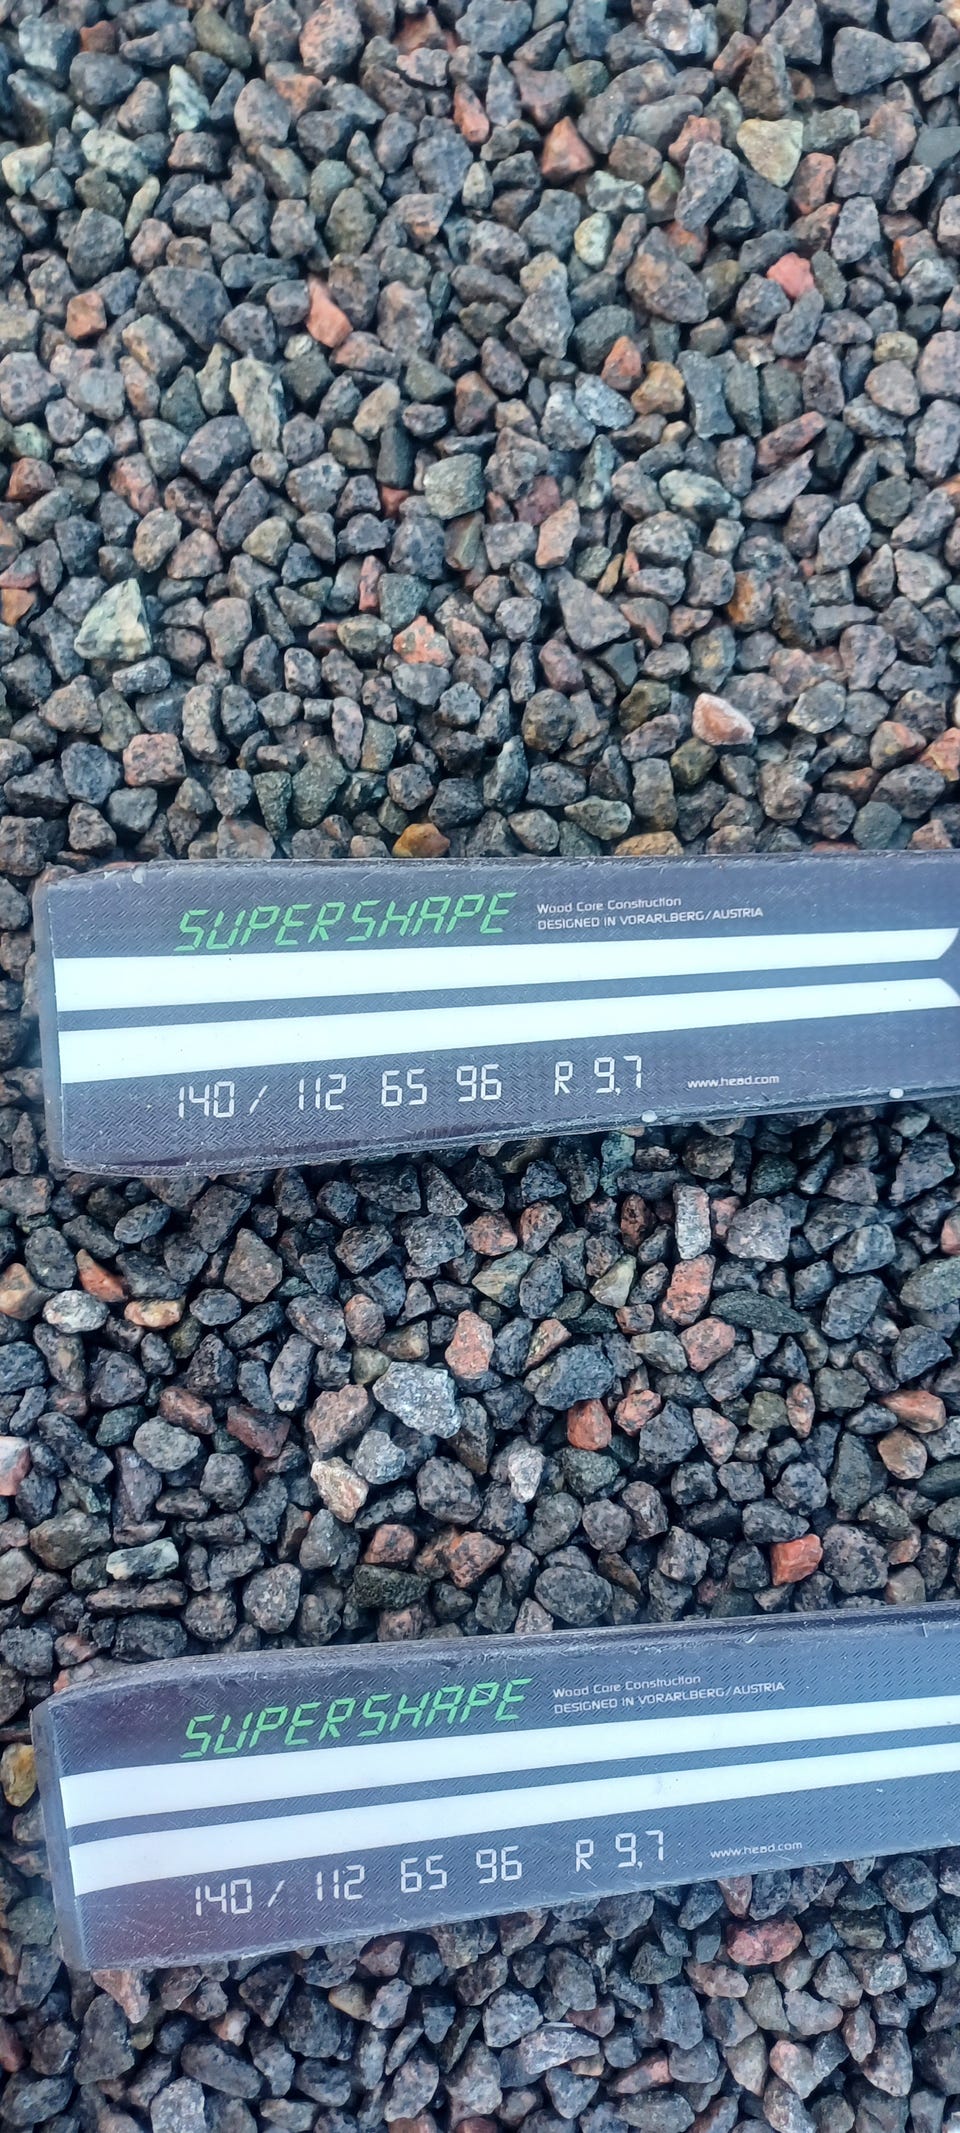 SUPERSHAPE
Wood Core Construction
DESIGNED IN VORARLBERG/AUSTRIA
140 / 112 65 96 R 9,7
www.head.com
SUPERSHAPE
Wood Core Construction
DESIGNED IN VORARLBERG/AUSTRIA
140 / 112 65 96 R 9,7
www.head.com